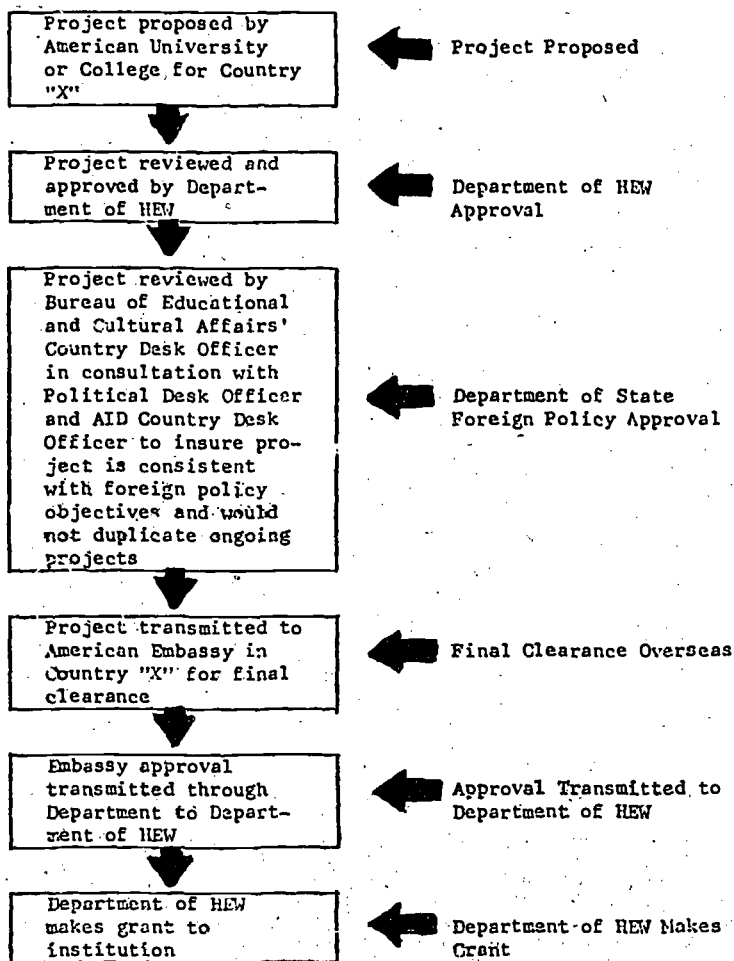 Project proposed by
American University
or College for Country
"X"
Project Proposed
Project reviewed and
approved by Depart-
ment of HEW
Department of HEW
Approval
Project reviewed by
Bureau of Educational
and Cultural Affairs'
Country Desk Officer
in consultation with
Political Desk Officer
and AID Country Desk
Officer to insure pro-
ject is consistent
with foreign policy
objectives and would
not duplicate ongoing
projects
Department of State
Foreign Policy Approval
Project transmitted to
American Embassy in
Country "X" for final
clearance
Final Clearance Overseas
Embassy approval
transmitted through
Department to Depart-
ment of HEW
Approval Transmitted to
Department of HEW
Department of HEW
makes grant to
institution
Department of HEW Makes
Grant